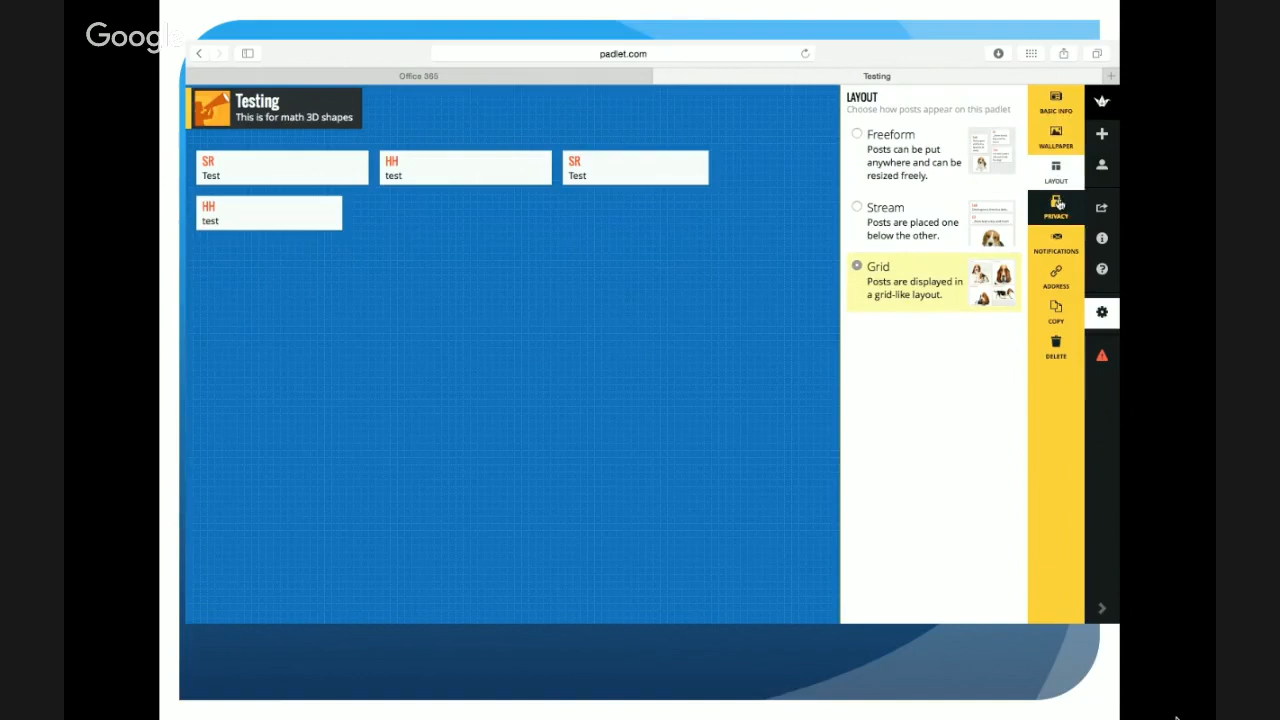 Google
padlet.com
Office 365
Testing
Testing
This is for math 3D shapes
SR
Test
HH
test
SR
Test
HH
test
LAYOUT
Choose how posts appear on this padlet
Freeform
Posts can be put
anywhere and can be
resized freely.
Stream
Posts are placed one
below the other.
Grid
Posts are displayed in
a grid-like layout.
BASIC INFO
WALLPAPER
LAYOUT
PRIVACY
NOTIFICATIONS
ADDRESS
COPY
DELETE